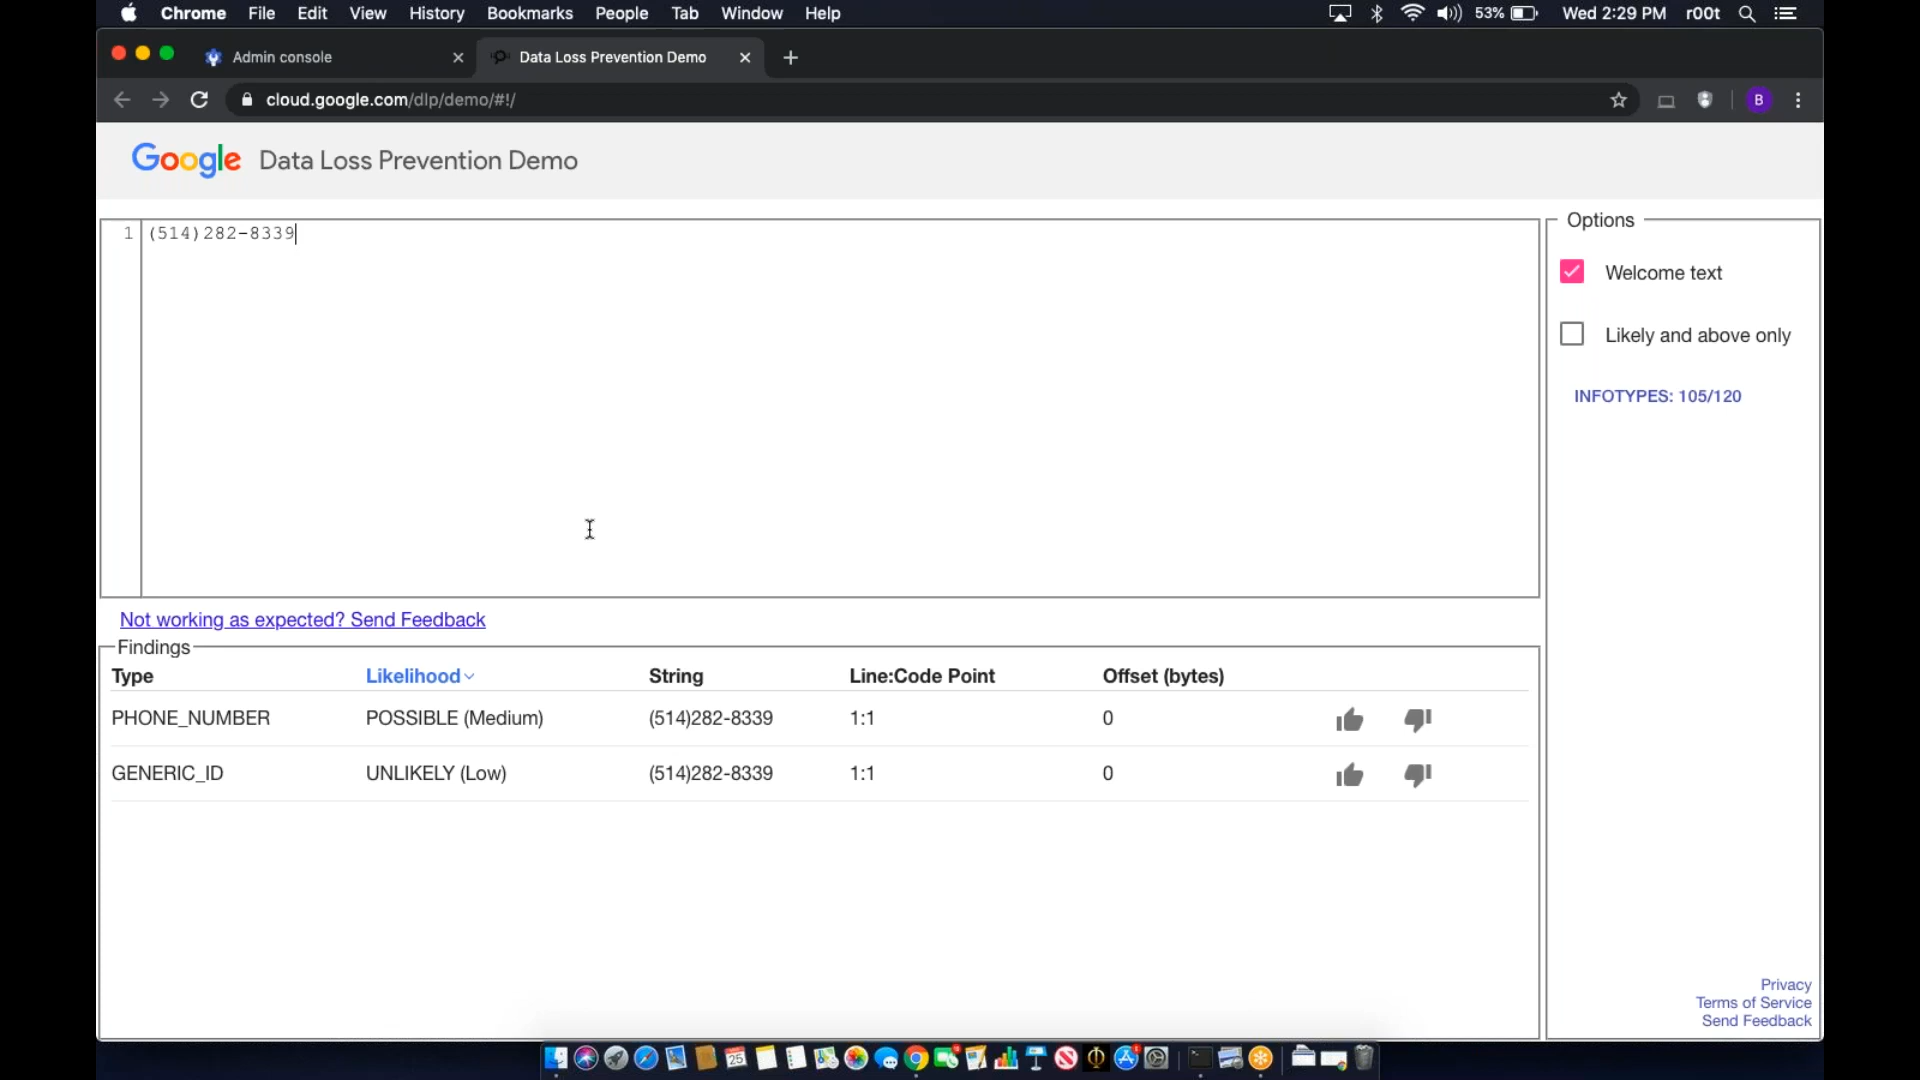 Chrome File Edit View History Bookmarks People Tab Window Help 53% Wed 2:29 PM r00t
Admin console Data Loss Prevention Demo
cloud.google.com/dlp/demo/#!/ B
Google Data Loss Prevention Demo
1 (514)282-8339
Options
Welcome text
Likely and above only
INFOTYPES: 105/120
Not working as expected? Send Feedback
Findings
Type Likelihood String Line:Code Point Offset (bytes)
PHONE_NUMBER POSSIBLE (Medium) (514)282-8339 1:1 0
GENERIC_ID UNLIKELY (Low) (514)282-8339 1:1 0
Privacy
Terms of Service
Send Feedback
25